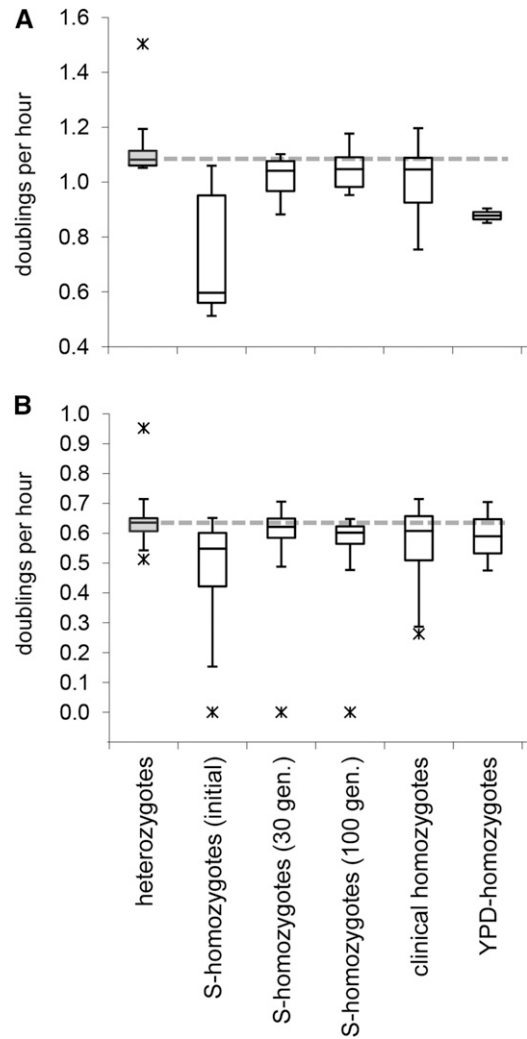 A
doublings per hour
1.6
1.4
1.2
1.0
0.8
0.6
0.4
B
doublings per hour
1.0
0.9
0.8
0.7
0.6
0.5
0.4
0.3
0.2
0.1
0.0
heterozygotes
S-homozygotes (initial)
S-homozygotes (30 gen.)
S-homozygotes (100 gen.)
clinical homozygotes
YPD-homozygotes